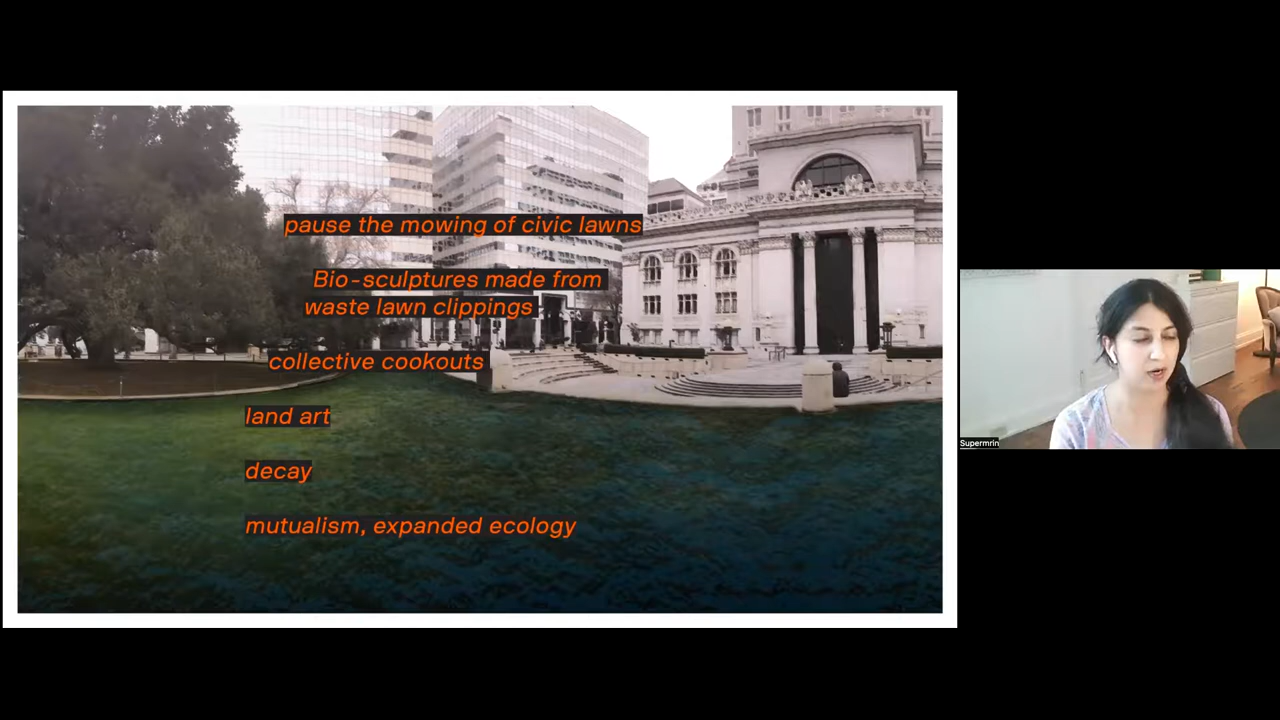 pause the mowing of civic lawns
Bio-sculptures made from
waste lawn clippings
collective cookouts
land art
decay
mutualism, expanded ecology
Supermrin